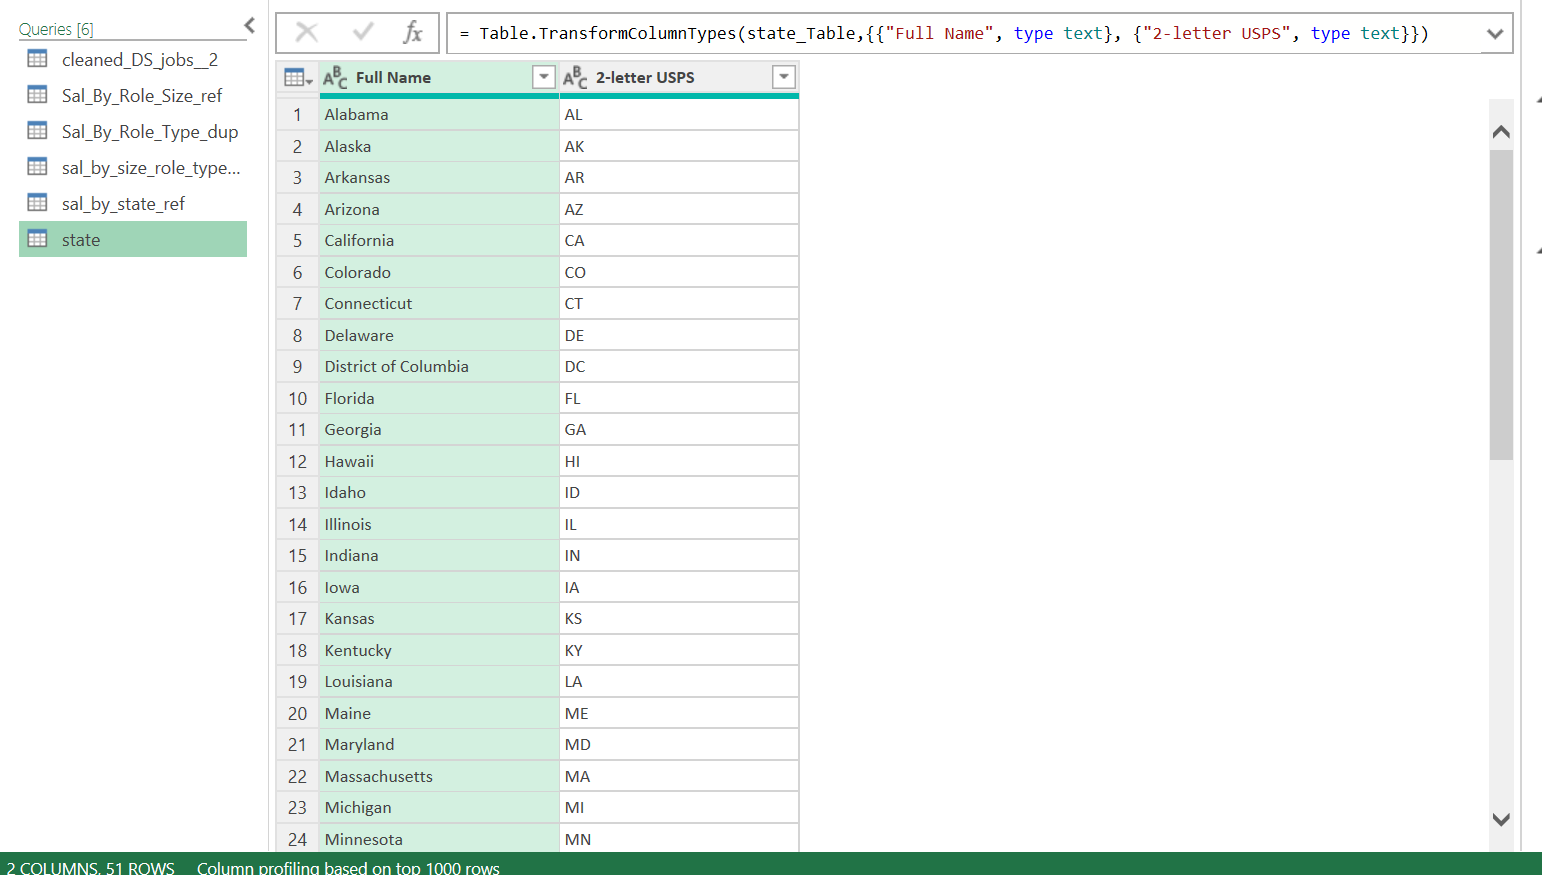 Queries [6]
cleaned_DS_jobs__2
Sal_By_Role_Size_ref
Sal_By_Role_Type_dup
sal_by_size_role_type...
sal_by_state_ref
state
fx
= Table.TransformColumnTypes(state_Table,{{"Full Name", type text}, {"2-letter USPS", type text}})
ABC Full Name ABC 2-letter USPS
1 Alabama AL
2 Alaska AK
3 Arkansas AR
4 Arizona AZ
5 California CA
6 Colorado CO
7 Connecticut CT
8 Delaware DE
9 District of Columbia DC
10 Florida FL
11 Georgia GA
12 Hawaii HI
13 Idaho ID
14 Illinois IL
15 Indiana IN
16 Iowa IA
17 Kansas KS
18 Kentucky KY
19 Louisiana LA
20 Maine ME
21 Maryland MD
22 Massachusetts MA
23 Michigan MI
24 Minnesota MN
2 COLUMNS, 51 ROWS Column profiling based on top 1000 rows